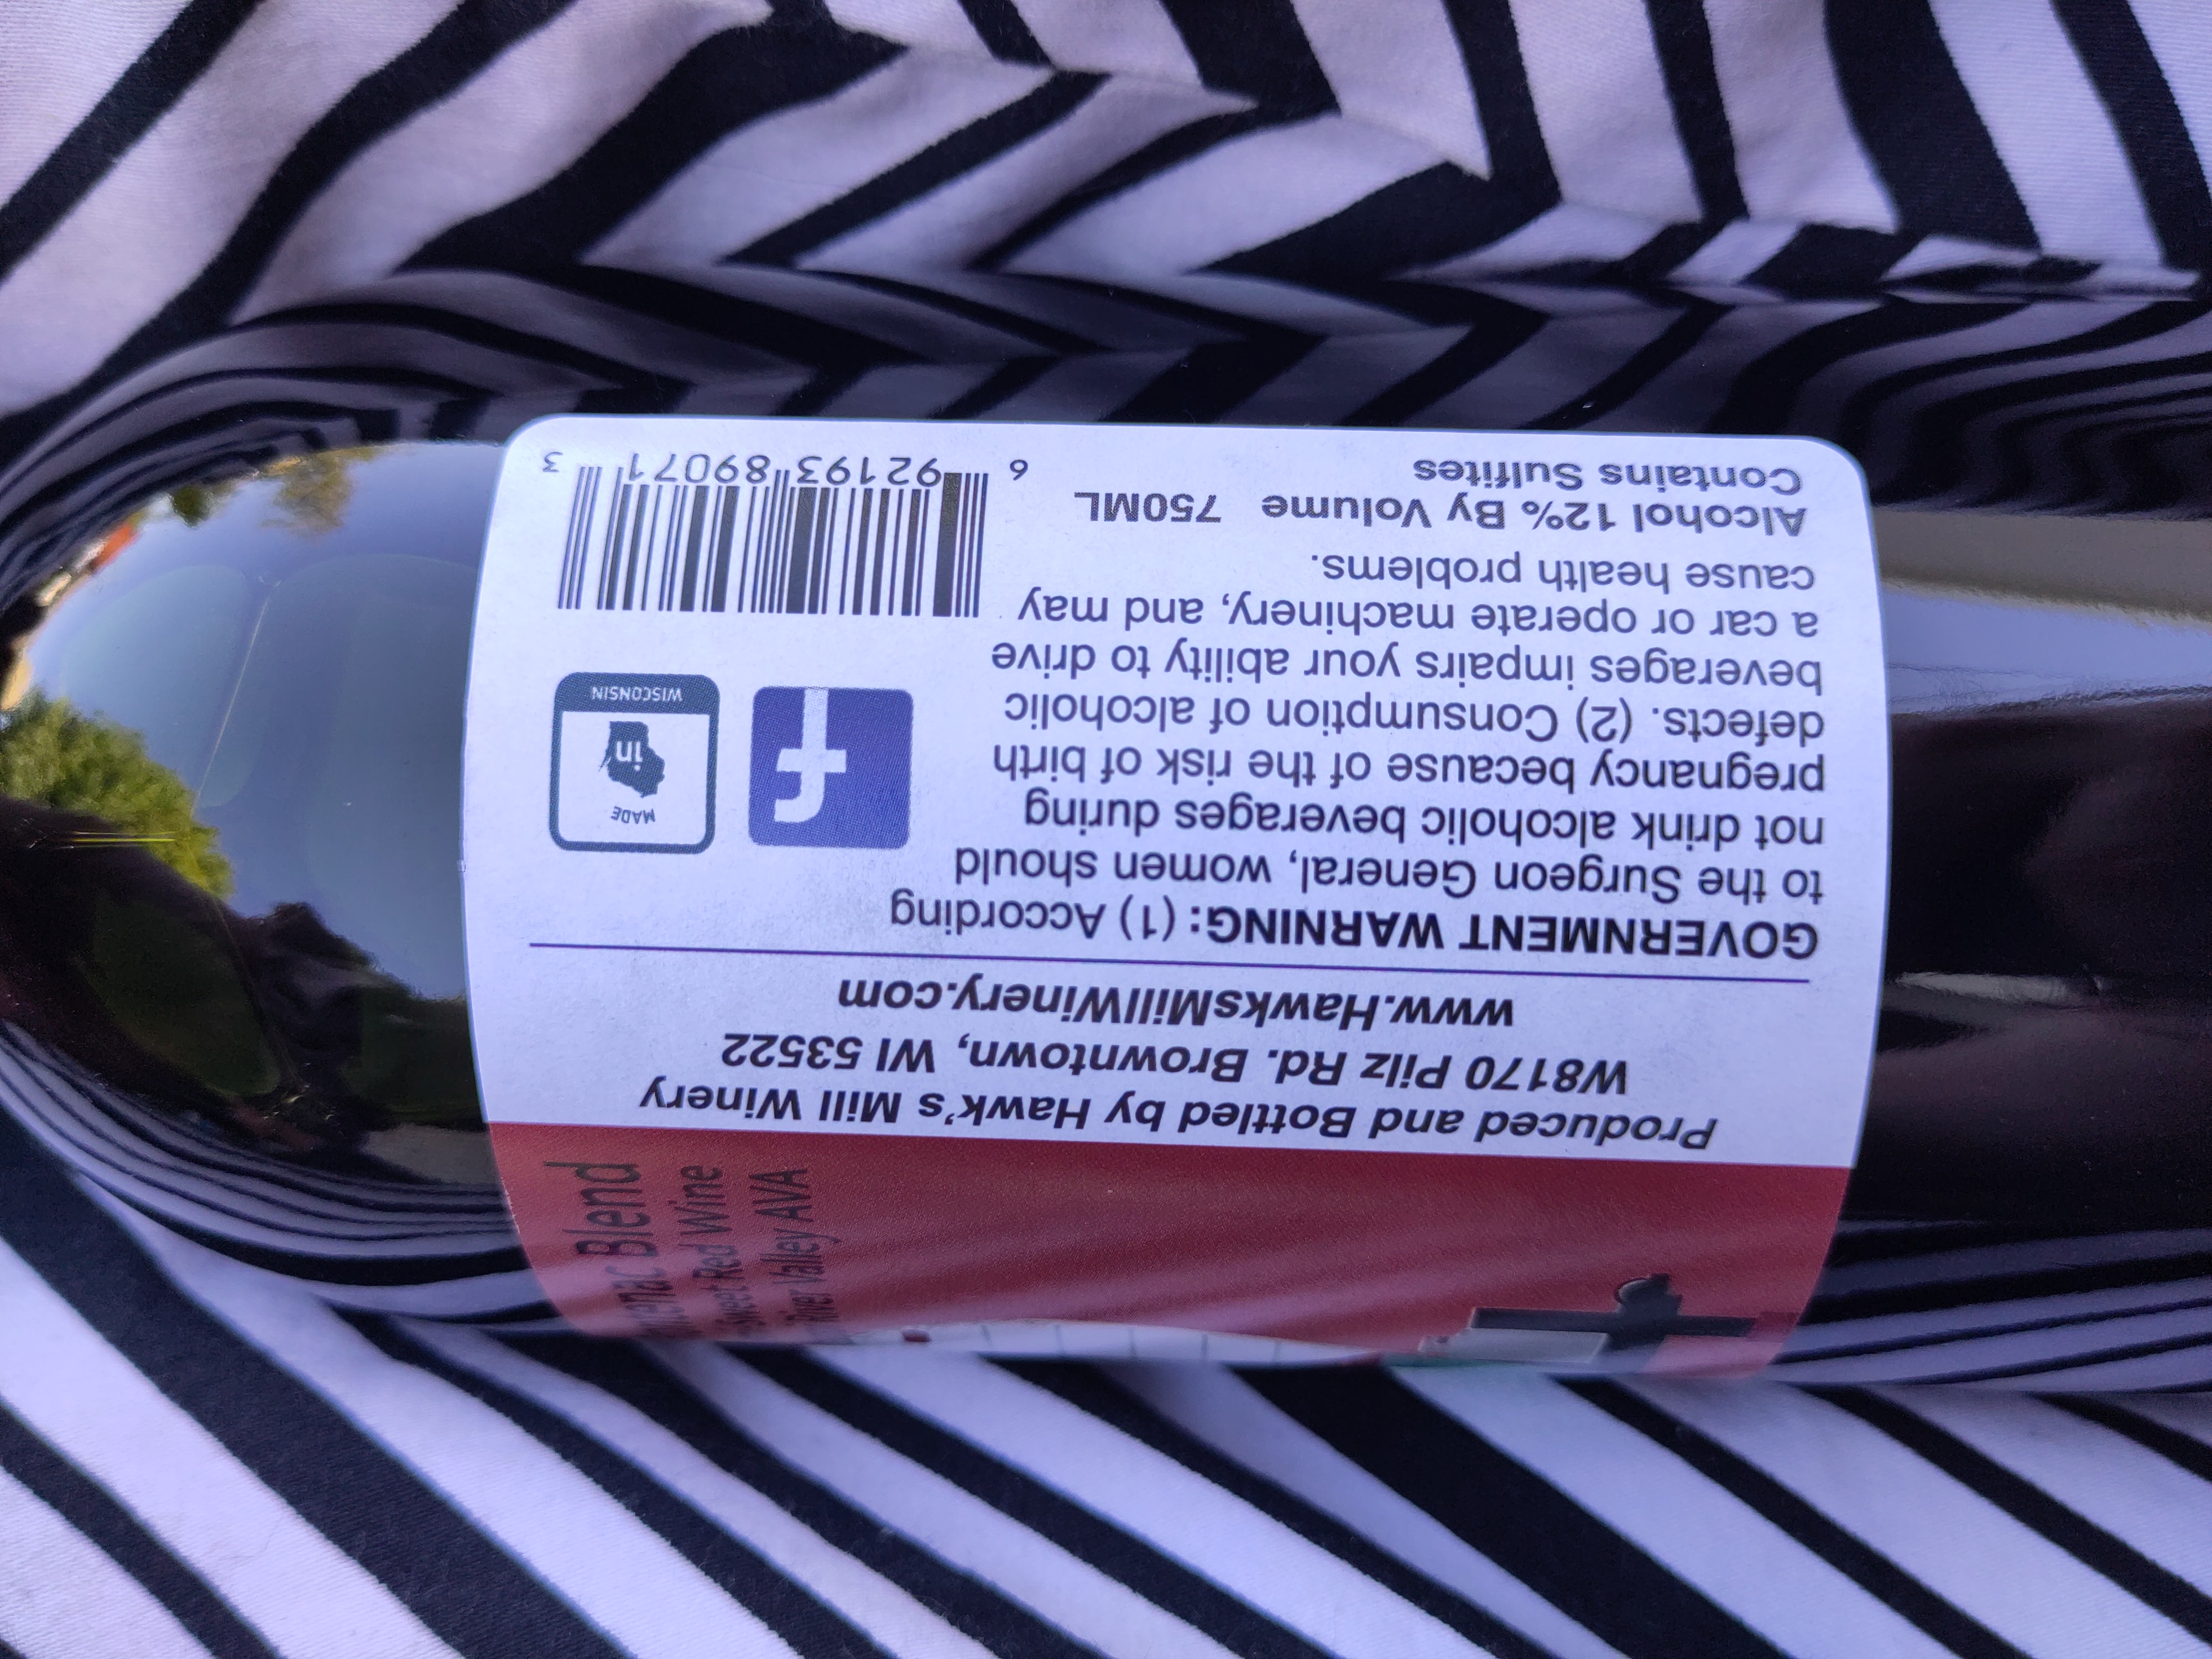 Produced and Bottled by Hawk's Mill Winery
W8170 Pilz Rd. Browntown, WI 53522
www.HawksMillWinery.com
GOVERNMENT WARNING: (1) According
to the Surgeon General, women should
not drink alcoholic beverages during
pregnancy because of the risk of birth
defects. (2) Consumption of alcoholic
beverages impairs your ability to drive
a car or operate machinery, and may
cause health problems.
Alcohol 12% By Volume 750ML
Contains Sulfites
f
MADE
in
WISCONSIN
6 92193 89071 3
Blend
Red Wine
River Valley AVA